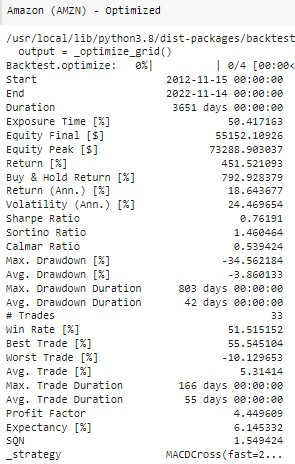 Amazon (AMZN) - Optimized
/usr/local/lib/python3.8/dist-packages/backtest
output = _optimize_grid()
Backtest.optimize:   0%|          | 0/4 [00:00<
Start 2012-11-15 00:00:00
End 2022-11-14 00:00:00
Duration 3651 days 00:00:00
Exposure Time [%] 50.417163
Equity Final [$] 55152.10926
Equity Peak [$] 73288.903037
Return [%] 451.521093
Buy & Hold Return [%] 792.928379
Return (Ann.) [%] 18.643677
Volatility (Ann.) [%] 24.469654
Sharpe Ratio 0.76191
Sortino Ratio 1.460464
Calmar Ratio 0.539424
Max. Drawdown [%] -34.562184
Avg. Drawdown [%] -3.860133
Max. Drawdown Duration 803 days 00:00:00
Avg. Drawdown Duration 42 days 00:00:00
# Trades 33
Win Rate [%] 51.515152
Best Trade [%] 55.545104
Worst Trade [%] -10.129653
Avg. Trade [%] 5.31414
Max. Trade Duration 166 days 00:00:00
Avg. Trade Duration 55 days 00:00:00
Profit Factor 4.449609
Expectancy [%] 6.145332
SQN 1.549424
_strategy MACDCross(fast=2...